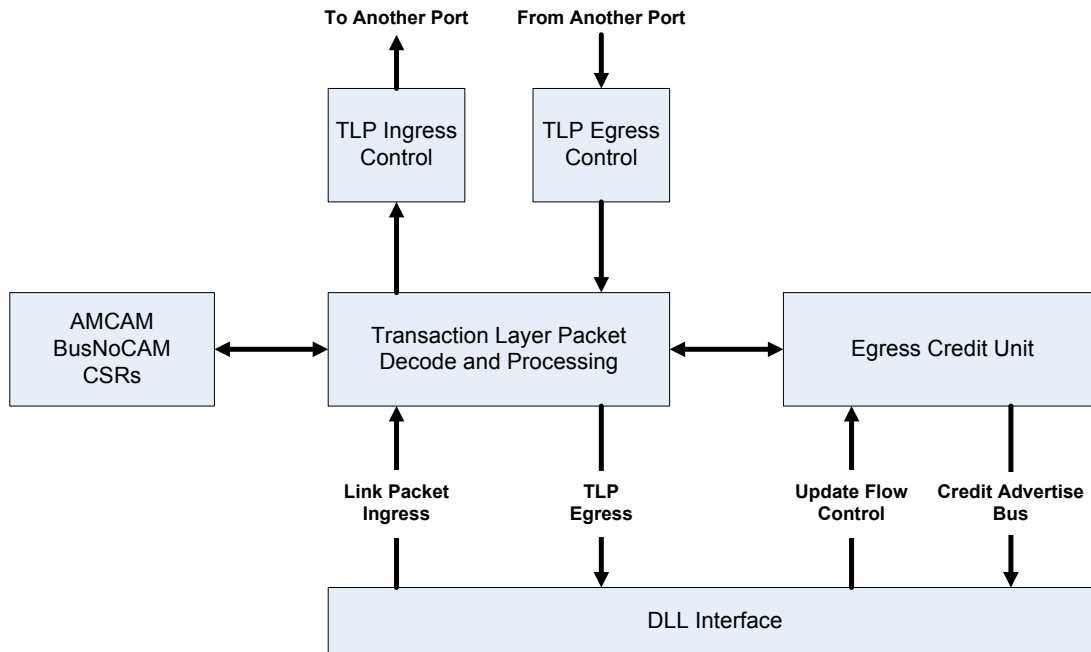 To Another Port
From Another Port
TLP Ingress
Control
TLP Egress
Control
AMCAM
BusNoCAM
CSRs
Transaction Layer Packet
Decode and Processing
Egress Credit Unit
Link Packet
Ingress
TLP
Egress
Update Flow
Control
Credit Advertise
Bus
DLL Interface